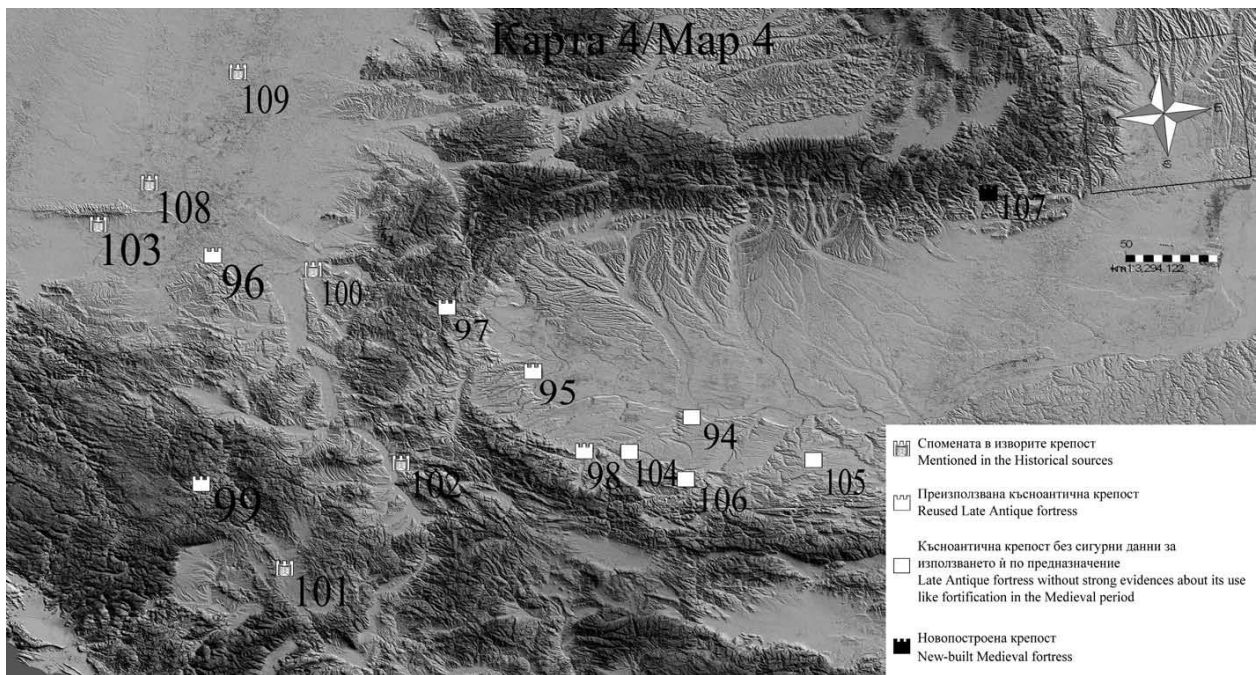 Карта 4/Map 4
109
108
103
96
100
107
97
95
94
98
104
106
105
99
102
101
E
S
50
km1:3,294,122
Спомената в изворите крепост
Mentioned in the Historical sources
Преизползвана късноантична крепост
Reused Late Antique fortress
Късноантична крепост без сигурни данни за
използването ѝ по предназначение
Late Antique fortress without strong evidences about its use
like fortification in the Medieval period
Новопостроена крепост
New-built Medieval fortress